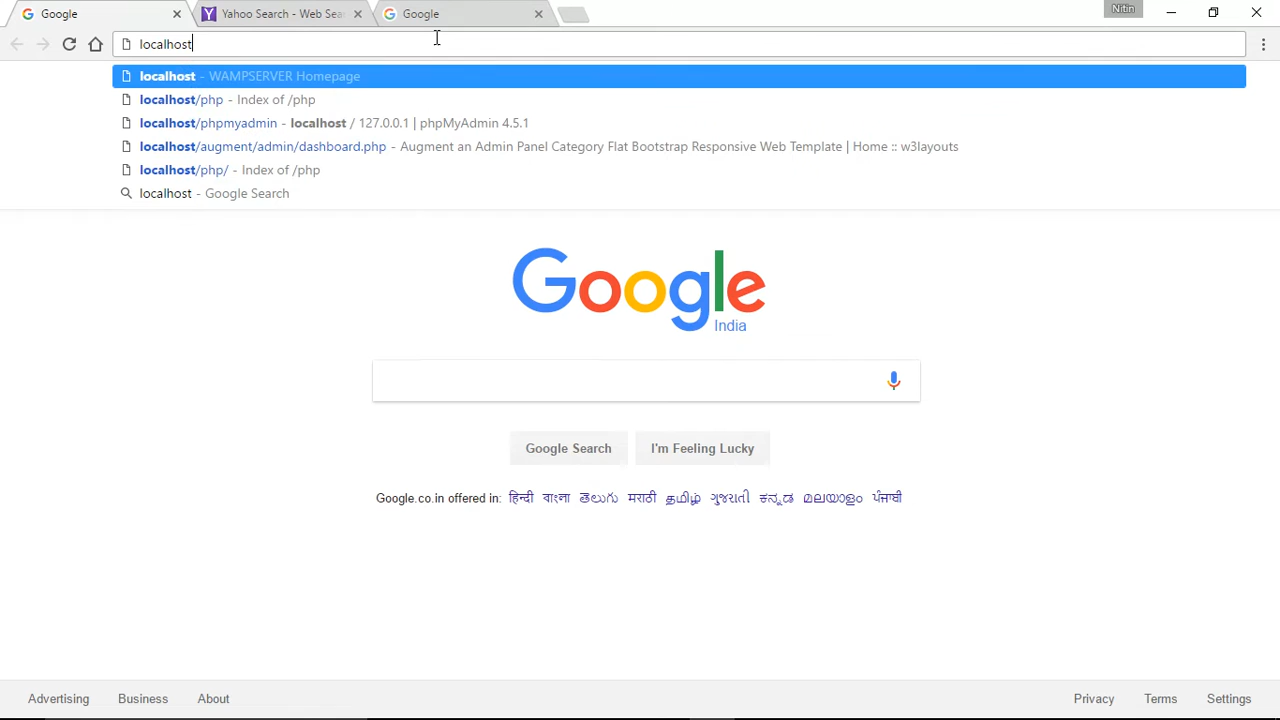 Google
Yahoo Search - Web Sea
Google
Nitin
localhost
localhost - WAMPSERVER Homepage
localhost/php - Index of /php
localhost/phpmyadmin - localhost / 127.0.0.1 | phpMyAdmin 4.5.1
localhost/augment/admin/dashboard.php - Augment an Admin Panel Category Flat Bootstrap Responsive Web Template | Home :: w3layouts
localhost/php/ - Index of /php
localhost - Google Search
Google
India
Google Search I'm Feeling Lucky
Google.co.in offered in: हिन्दी বাংলা తెలుగు मराठी தமிழ் ગુજરાતી ಕನ್ನಡ മലയാളം ਪੰਜਾਬੀ
Advertising Business About Privacy Terms Settings